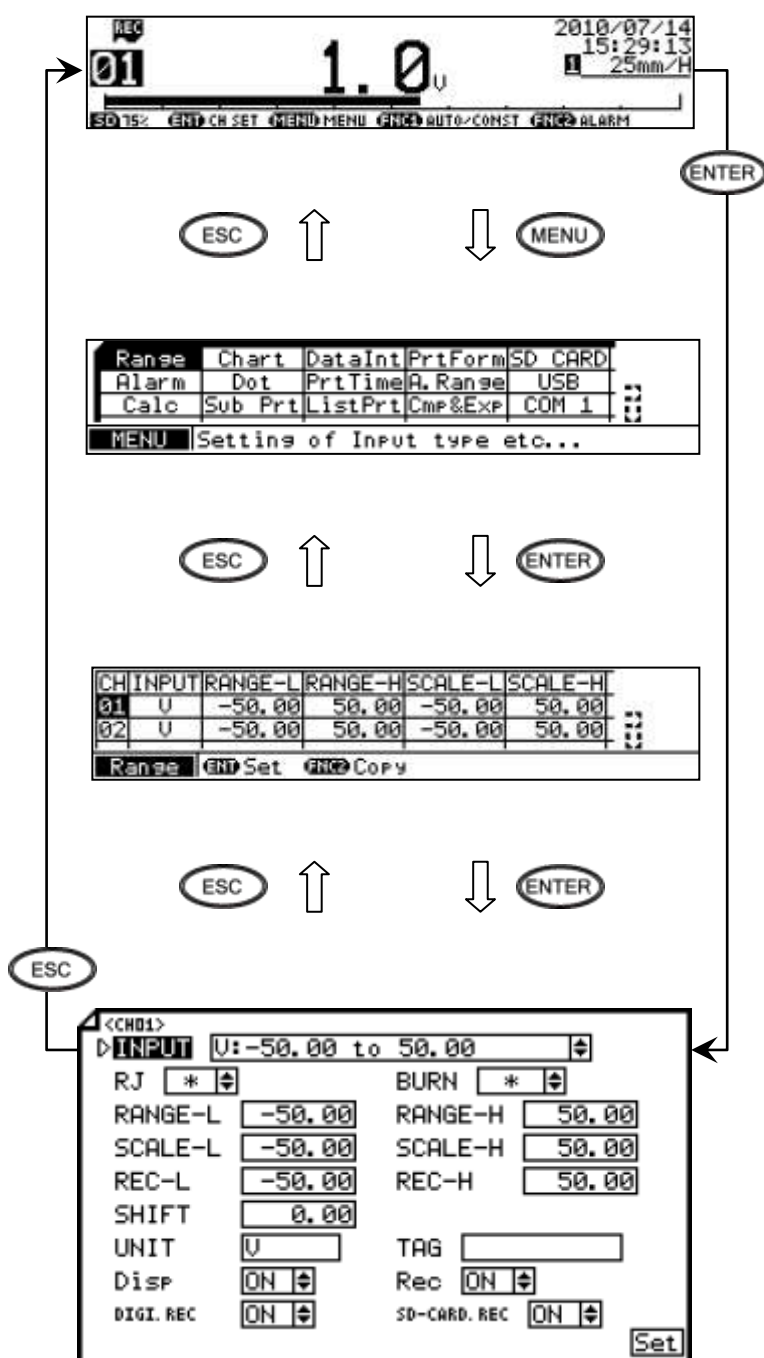 REC
2010/07/14
15:29:13
01 1.0V 1 25mm/H
SD 75% ENT CH SET MENU MENU FNC1 AUTO/CONST FNC2 ALARM
ENTER
ESC MENU
Range Chart DataInt PrtForm SD CARD
Alarm Dot PrtTime A.Range USB
Calc Sub Prt ListPrt Cmp&Exp COM 1
MENU Setting of Input type etc...
ESC ENTER
CH INPUT RANGE-L RANGE-H SCALE-L SCALE-H
01 V -50.00 50.00 -50.00 50.00
02 V -50.00 50.00 -50.00 50.00
Range ENT Set FNC2 Copy
ESC ENTER
ESC
<CH01>
INPUT V:-50.00 to 50.00
RJ * BURN *
RANGE-L -50.00 RANGE-H 50.00
SCALE-L -50.00 SCALE-H 50.00
REC-L -50.00 REC-H 50.00
SHIFT 0.00
UNIT V TAG
Disp ON Rec ON
DIGI.REC ON SD-CARD.REC ON
Set